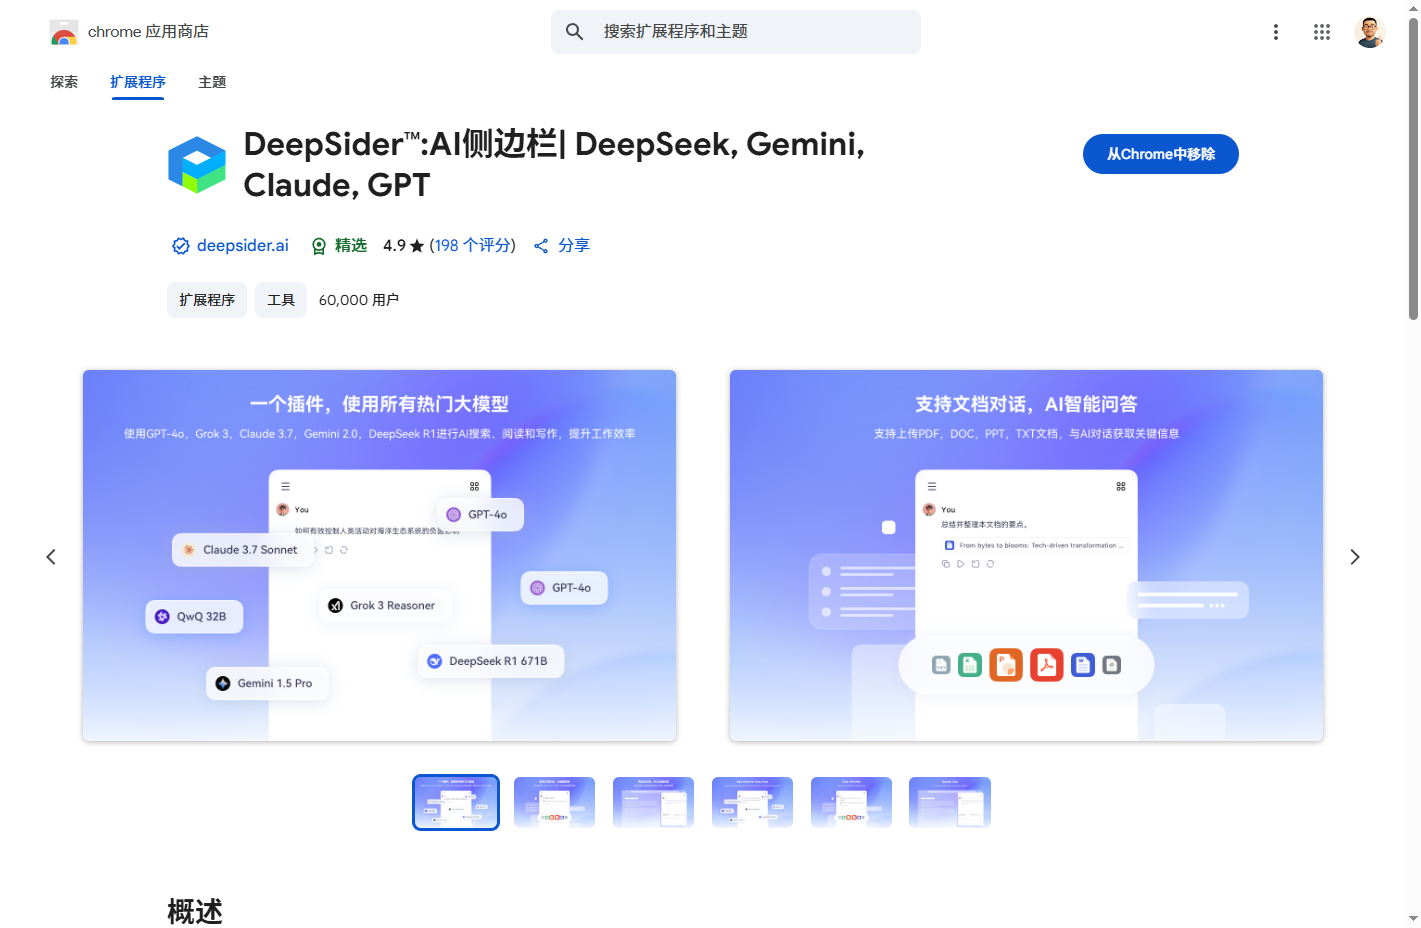 chrome 应用商店
搜索扩展程序和主题
探索
扩展程序
主题
DeepSider™:AI侧边栏| DeepSeek, Gemini,
Claude, GPT
从Chrome中移除
deepsider.ai
精选
4.9★ (198 个评分)
分享
扩展程序
工具
60,000 用户
一个插件，使用所有热门大模型
使用GPT-4o，Grok 3，Claude 3.7，Gemini 2.0，DeepSeek R1进行AI搜索、阅读和写作，提升工作效率
You
如何有效控制人类活动对海洋生态系统的负面影响
GPT-4o
Claude 3.7 Sonnet
GPT-4o
Grok 3 Reasoner
QwQ 32B
DeepSeek R1 671B
Gemini 1.5 Pro
支持文档对话，AI智能问答
支持上传PDF，DOC，PPT，TXT文档，与AI对话获取关键信息
You
总结并整理本文档的要点。
From bytes to blooms: Tech-driven transformation ...
概述